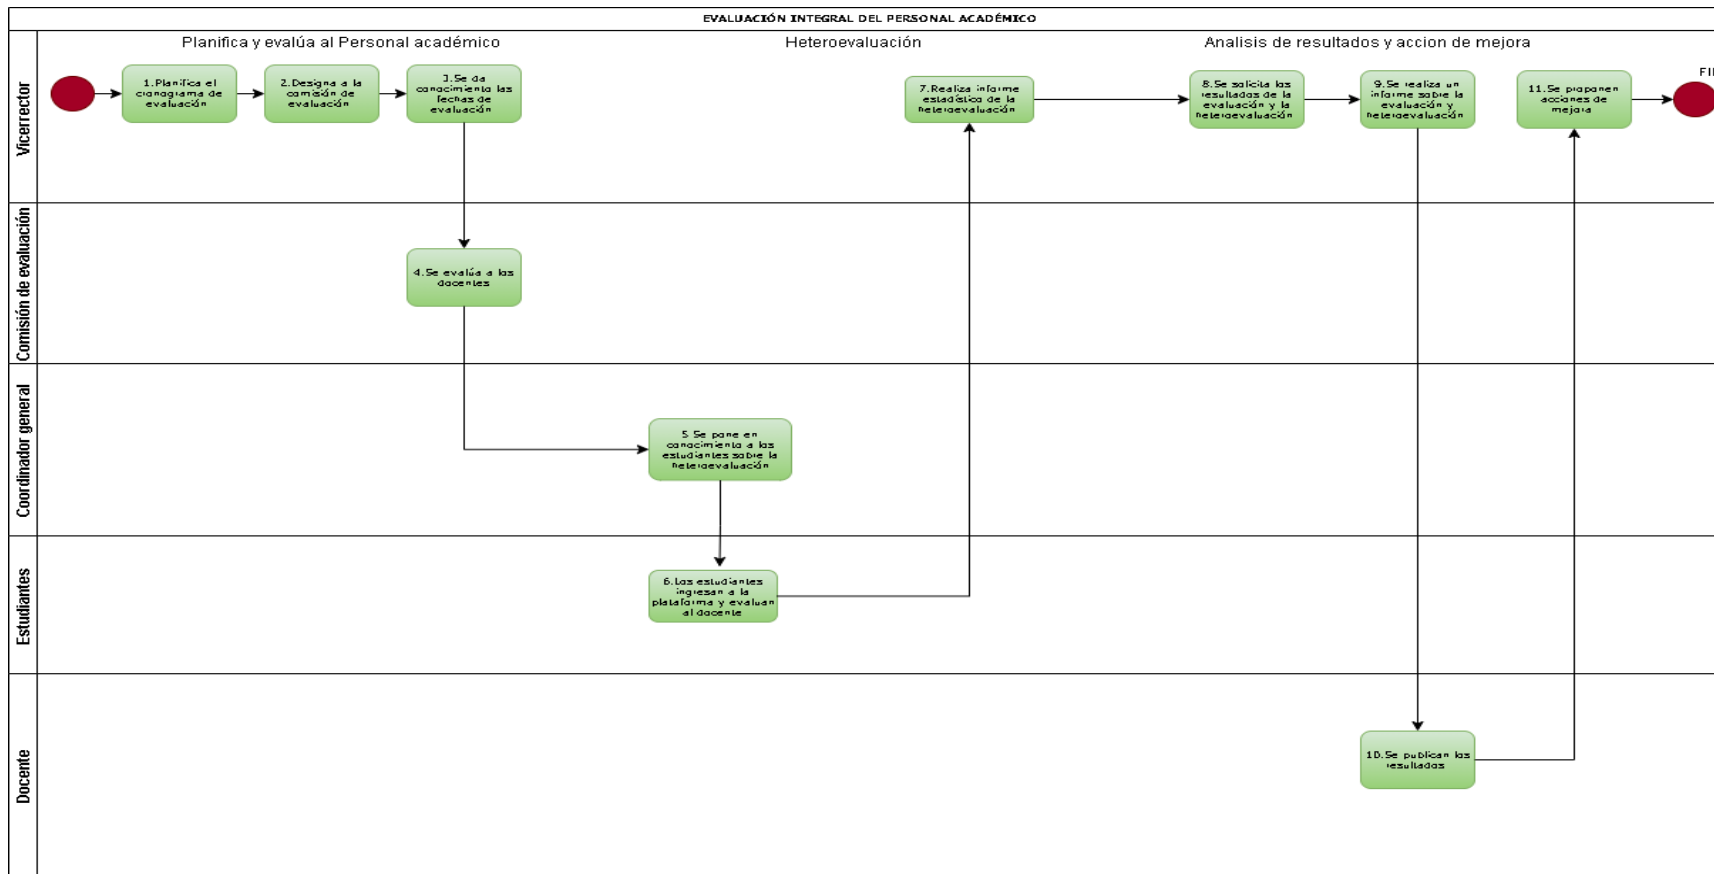 EVALUACIÓN INTEGRAL DEL PERSONAL ACADÉMICO
Planifica y evalúa al Personal académico
Heteroevaluación
Analisis de resultados y accion de mejora
Vicerrector
1.Planifica el
cronograma de
evaluación
2.Designa a la
comisión de
evaluación
3.Se da
conocimiento las
fechas de
evaluación
7.Realiza informe
estadístico de la
heteroevaluación
8.Se solicita los
resultados de la
evaluación y la
heteroevaluación
9.Se realiza un
informe sobre la
evaluación y
heteroevaluación
11.Se proponen
acciones de
mejora
FI
Comisión de evaluación
4.Se evalúa a los
docentes
Coordinador general
5.Se pone en
conocimiento a los
estudiantes sobre la
heteroevaluación
Estudiantes
6.Los estudiantes
ingresan a la
plataforma y evaluan
al docente
Docente
10.Se publican los
resultados